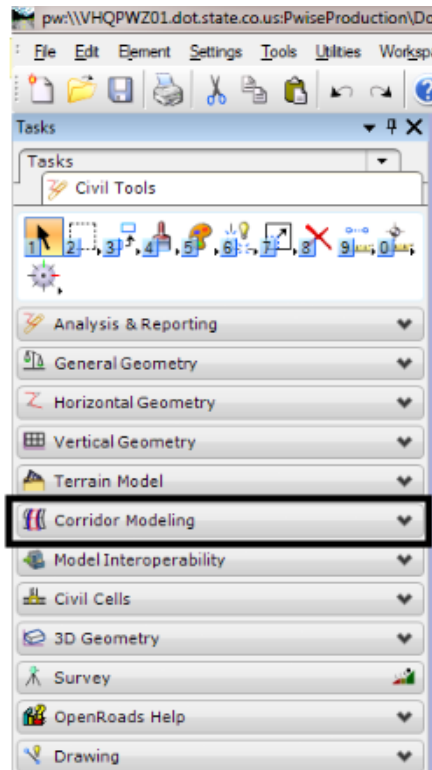 pw:\\VHQPWZ01.dot.state.co.us:PwiseProduction\Do
File Edit Element Settings Tools Utilities Worksp
Tasks
Tasks
Civil Tools
1 2 3 4 5 6 7 8 9 0
Analysis & Reporting
General Geometry
Horizontal Geometry
Vertical Geometry
Terrain Model
Corridor Modeling
Model Interoperability
Civil Cells
3D Geometry
Survey
OpenRoads Help
Drawing